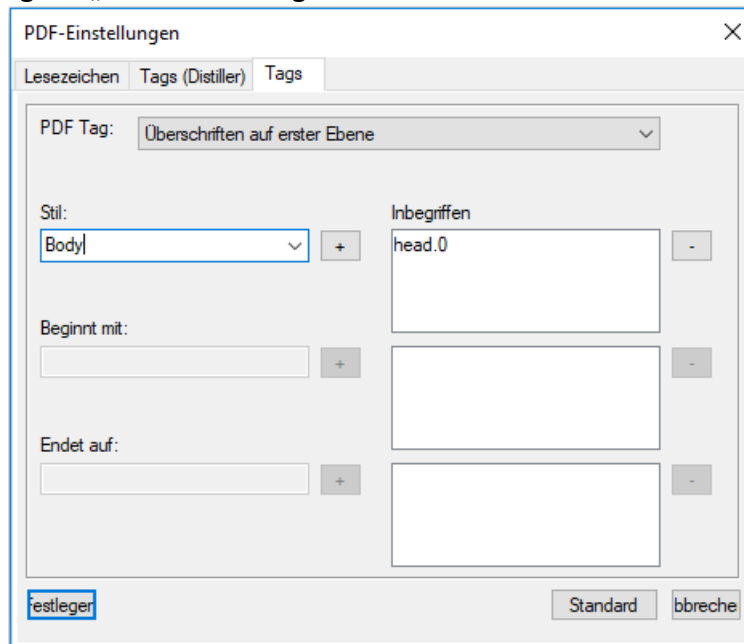 PDF-Einstellungen
Lesezeichen Tags (Distiller) Tags
PDF Tag: Überschriften auf erster Ebene
Stil: Inbegriffen
Body + head.0 -
Beginnt mit:
+ -
Endet auf:
+ -
Festlegen Standard bbreche